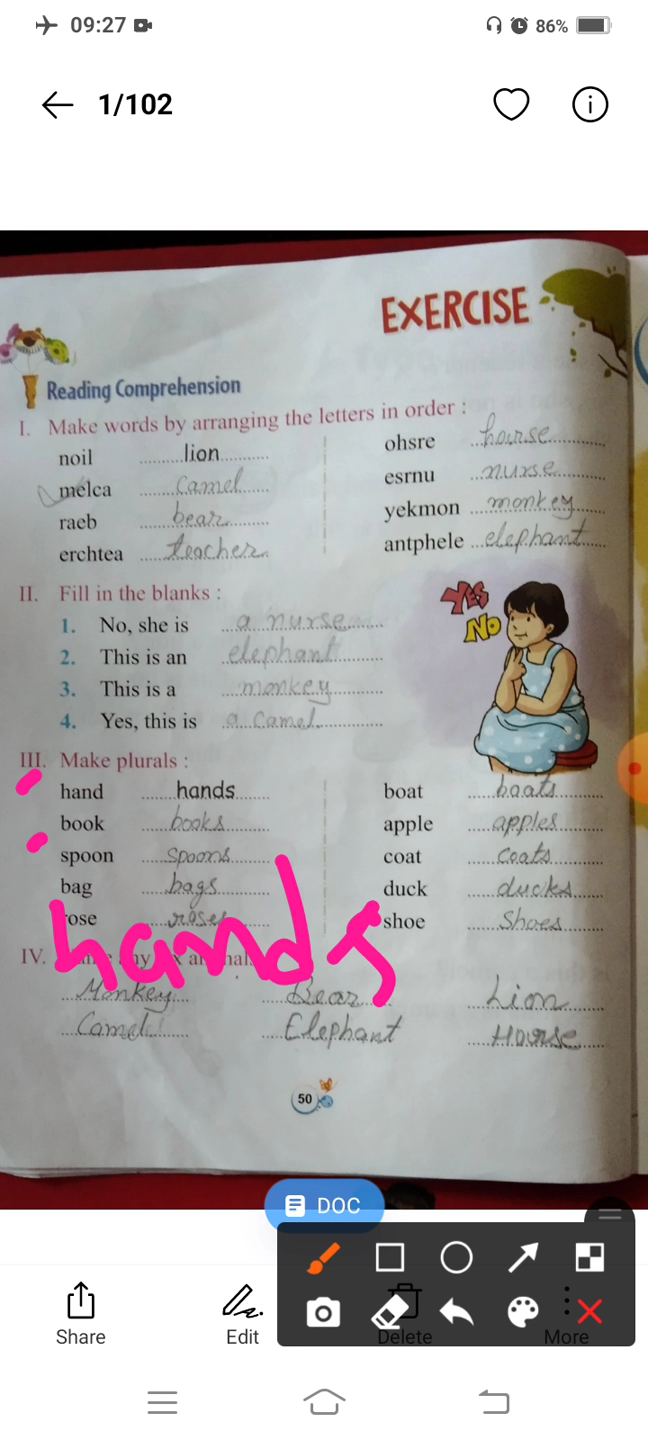 09:27 86%
1/102
EXERCISE
Reading Comprehension
I. Make words by arranging the letters in order :
noil lion ohsre hourse
melca camel esrnu nurse
raeb bear yekmon monkey
erchtea teacher antphele elephant
II. Fill in the blanks :
1. No, she is a nurse
2. This is an elephant
3. This is a monkey
4. Yes, this is a camel
YES
NO
III. Make plurals :
hand hands boat boats
book books apple apples
spoon spoons coat coats
bag bags duck ducks
rose roses shoe shoes
hands
IV.
Monkey Bear Lion
Camel Elephant Hourse
50
DOC
Share Edit Delete More